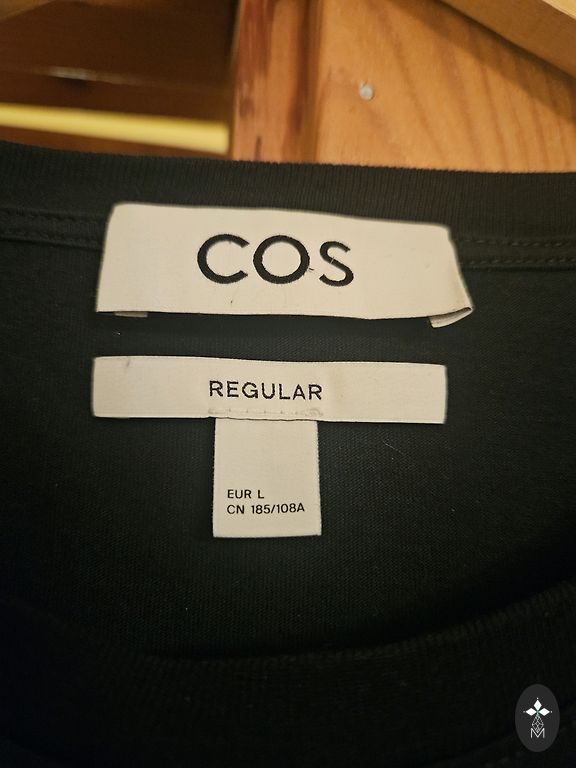 COS
REGULAR
EUR L
CN 185/108A
M